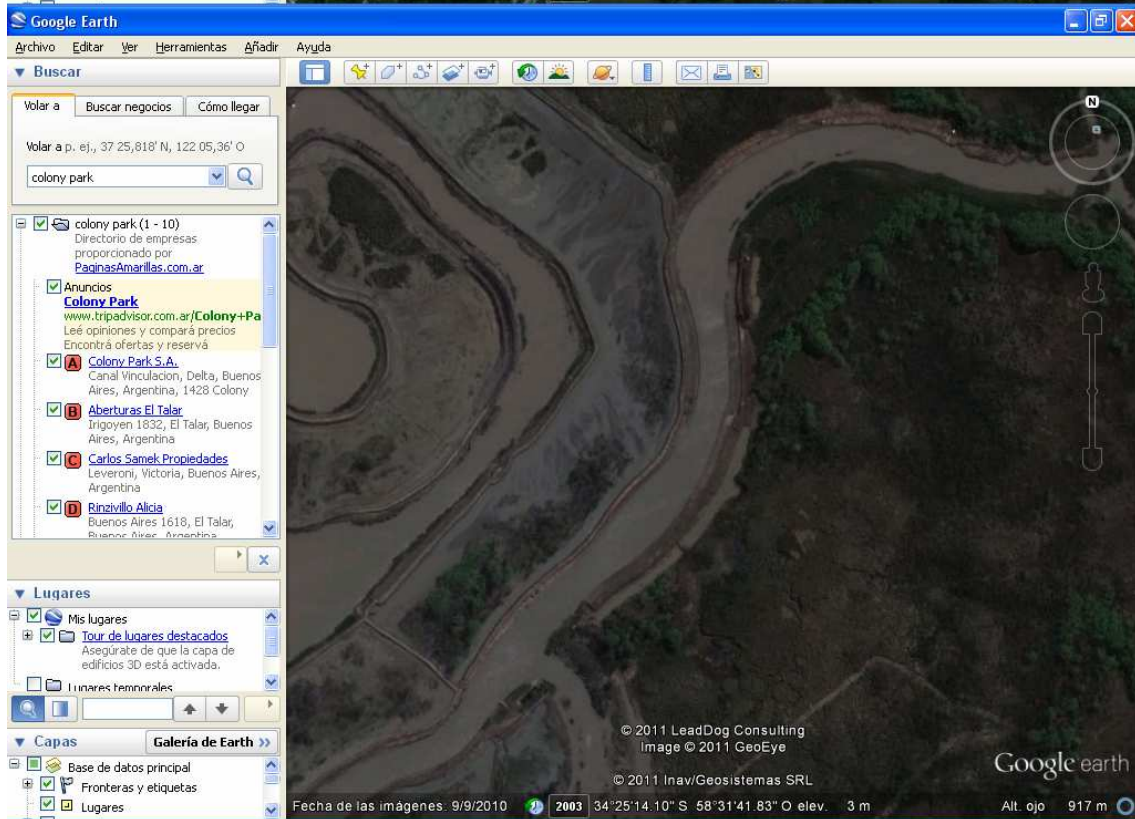 Google Earth
Archivo Editar Ver Herramientas Añadir Ayuda
Buscar
Volar a Buscar negocios Cómo llegar
Volar a p. ej., 37 25,818' N, 122 05,36' O
colony park
colony park (1 - 10)
Directorio de empresas
proporcionado por
PaginasAmarillas.com.ar
Anuncios
Colony Park
www.tripadvisor.com.ar/Colony+Pa
Leé opiniones y compará precios
Encontrá ofertas y reservá
A Colony Park S.A.
Canal Vinculacion, Delta, Buenos
Aires, Argentina, 1428 Colony
B Aberturas El Talar
Irigoyen 1832, El Talar, Buenos
Aires, Argentina
C Carlos Samek Propiedades
Leveroni, Victoria, Buenos Aires,
Argentina
D Rinzivillo Alicia
Buenos Aires 1618, El Talar,
Buenos Aires, Argentina
Lugares
Mis lugares
Tour de lugares destacados
Asegúrate de que la capa de
edificios 3D está activada.
Lugares temporales
Capas Galería de Earth »
Base de datos principal
Fronteras y etiquetas
Lugares
N
© 2011 LeadDog Consulting
Image © 2011 GeoEye
© 2011 Inav/Geosistemas SRL
Google earth
Fecha de las imágenes: 9/9/2010 2003 34°25'14.10" S 58°31'41.83" O elev. 3 m Alt. ojo 917 m